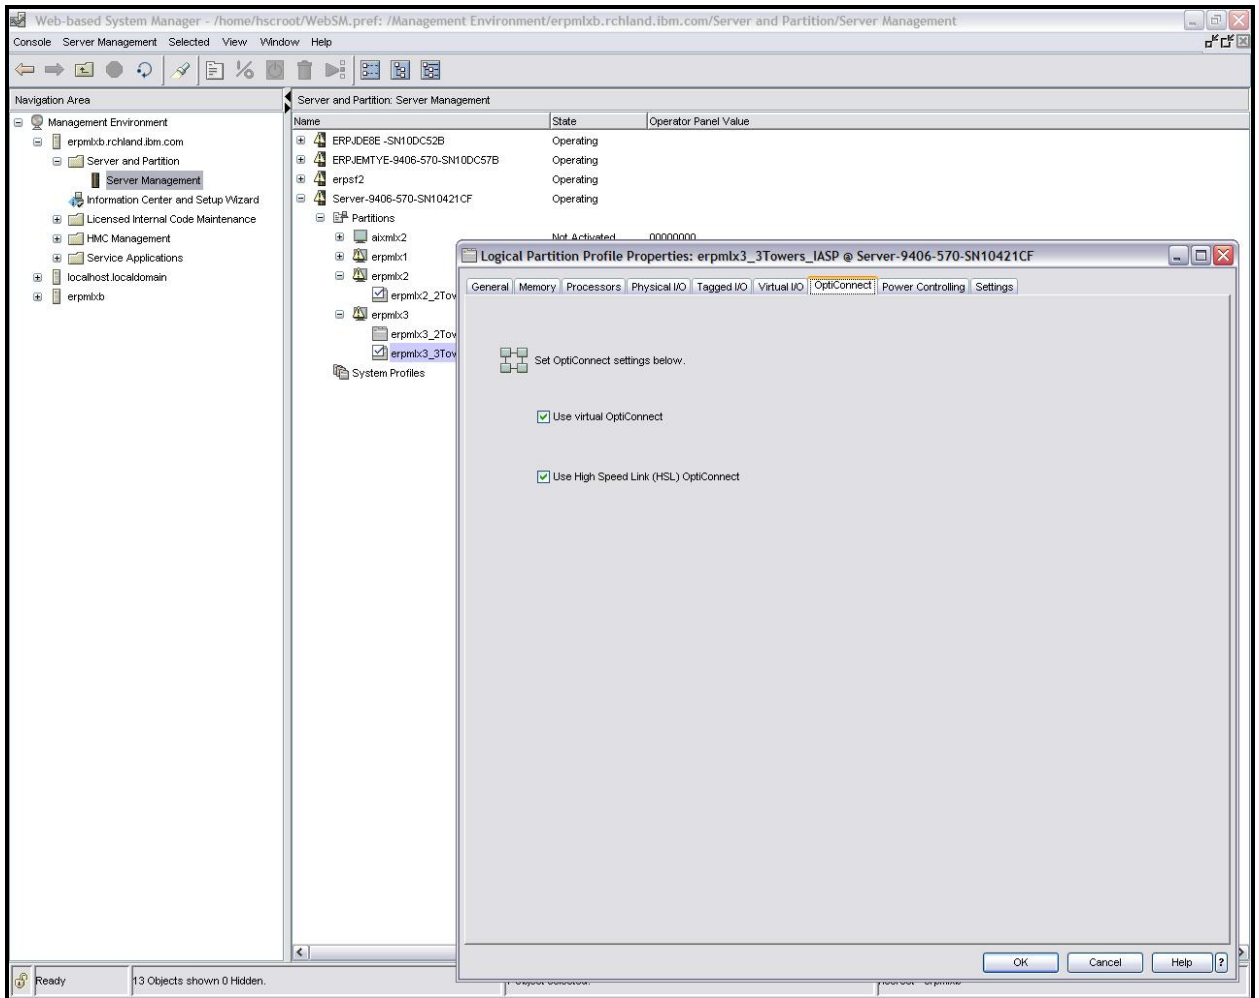 Web-based System Manager - /home/hscroot/WebSM.pref: /Management Environment/erpmlxb.rchland.ibm.com/Server and Partition/Server Management
Console Server Management Selected View Window Help
Navigation Area
Management Environment
erpmlxb.rchland.ibm.com
Server and Partition
Server Management
Information Center and Setup Wizard
Licensed Internal Code Maintenance
HMC Management
Service Applications
localhost.localdomain
erpmlxb
Server and Partition: Server Management
Name State Operator Panel Value
ERPJDE8E -SN10DC52B Operating
ERPJEMTYE-9406-570-SN10DC57B Operating
erpsf2 Operating
Server-9406-570-SN10421CF Operating
Partitions
aixmlx2 Not Activated 00000000
erpmlx1
erpmlx2
erpmlx2_2Tow
erpmlx3
erpmlx3_2Tow
erpmlx3_3Tow
System Profiles
Logical Partition Profile Properties: erpmlx3_3Towers_IASP @ Server-9406-570-SN10421CF
General Memory Processors Physical I/O Tagged I/O Virtual I/O OptiConnect Power Controlling Settings
Set OptiConnect settings below.
Use virtual OptiConnect
Use High Speed Link (HSL) OptiConnect
OK Cancel Help ?
Ready 13 Objects shown 0 Hidden.